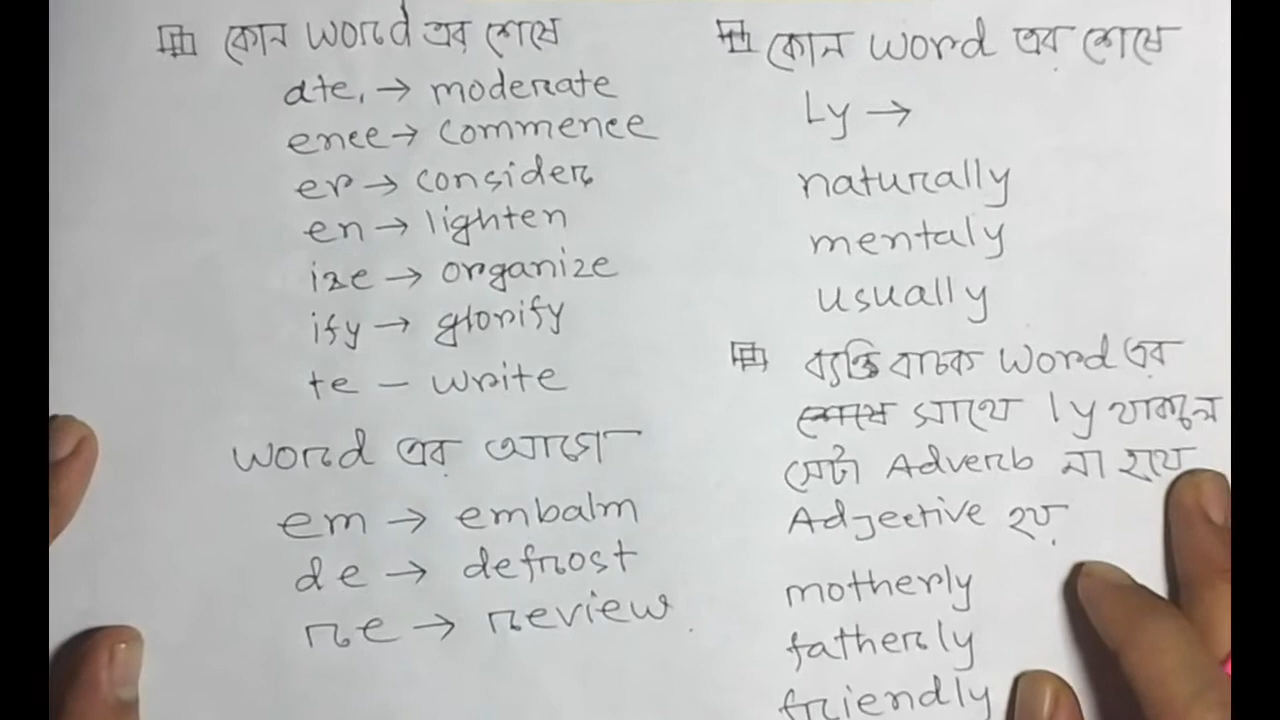 কোন word এর শেষে
ate, → moderate
ence → commence
er → consider
en → lighten
ize → organize
ify → glorify
te – write
word এর আগে
em → embalm
de → defrost
re → review
কোন word এর শেষে
Ly →
naturally
mentaly
usually
ব্যক্তি বাচক word এর
শেষে সাথে ly থাকলে
সেটা Adverb না হয়ে
Adjective হয়
motherly
fatherly
friendly